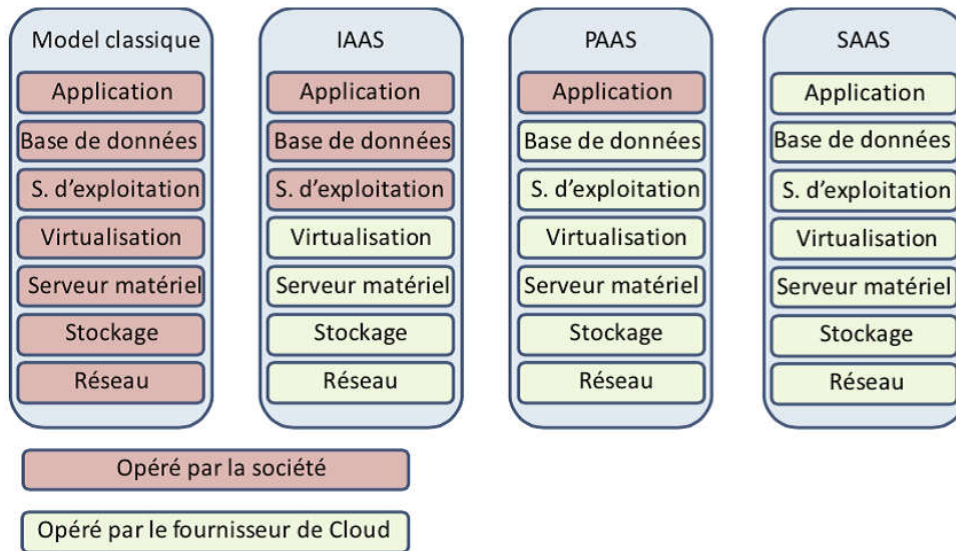 Model classique
Application
Base de données
S. d'exploitation
Virtualisation
Serveur matériel
Stockage
Réseau
IAAS
Application
Base de données
S. d'exploitation
Virtualisation
Serveur matériel
Stockage
Réseau
PAAS
Application
Base de données
S. d'exploitation
Virtualisation
Serveur matériel
Stockage
Réseau
SAAS
Application
Base de données
S. d'exploitation
Virtualisation
Serveur matériel
Stockage
Réseau
Opéré par la société
Opéré par le fournisseur de Cloud